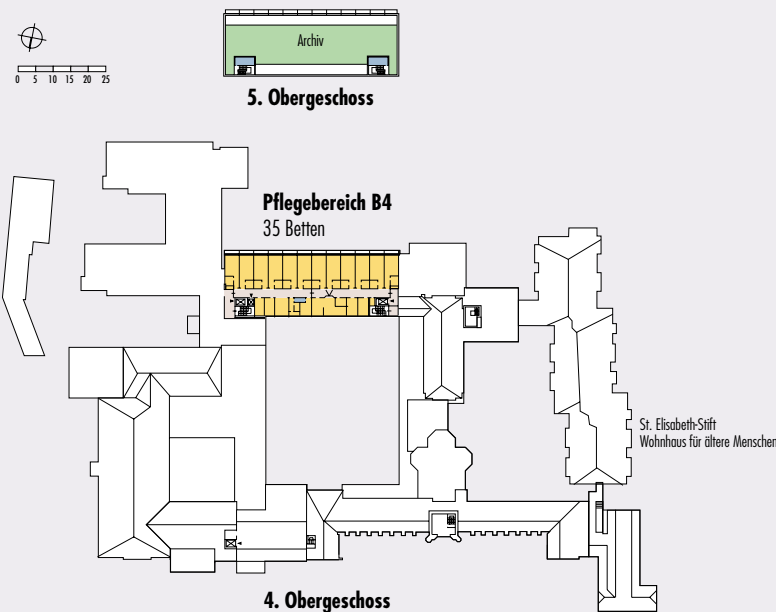 Archiv
0 5 10 15 20 25
5. Obergeschoss
Pflegebereich B4
35 Betten
St. Elisabeth-Stift
Wohnhaus für ältere Menschen
4. Obergeschoss